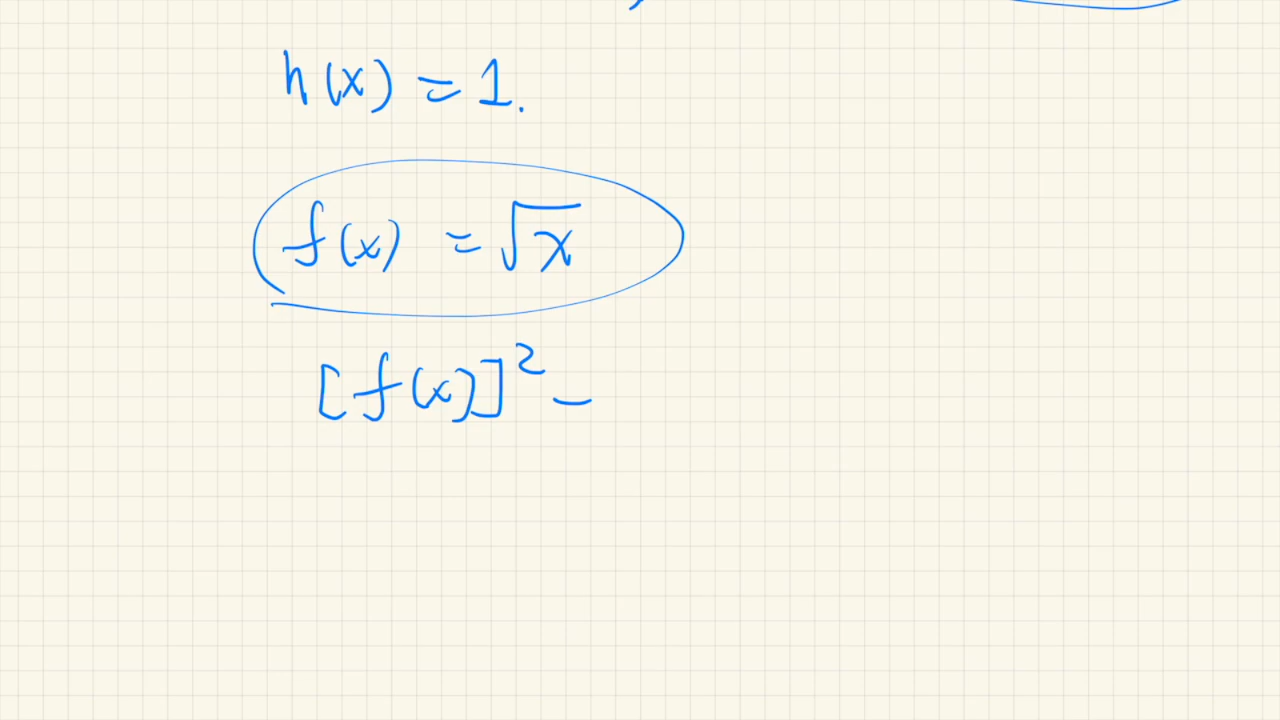 h(x) = 1.
f(x) = √x
[f(x)]² –